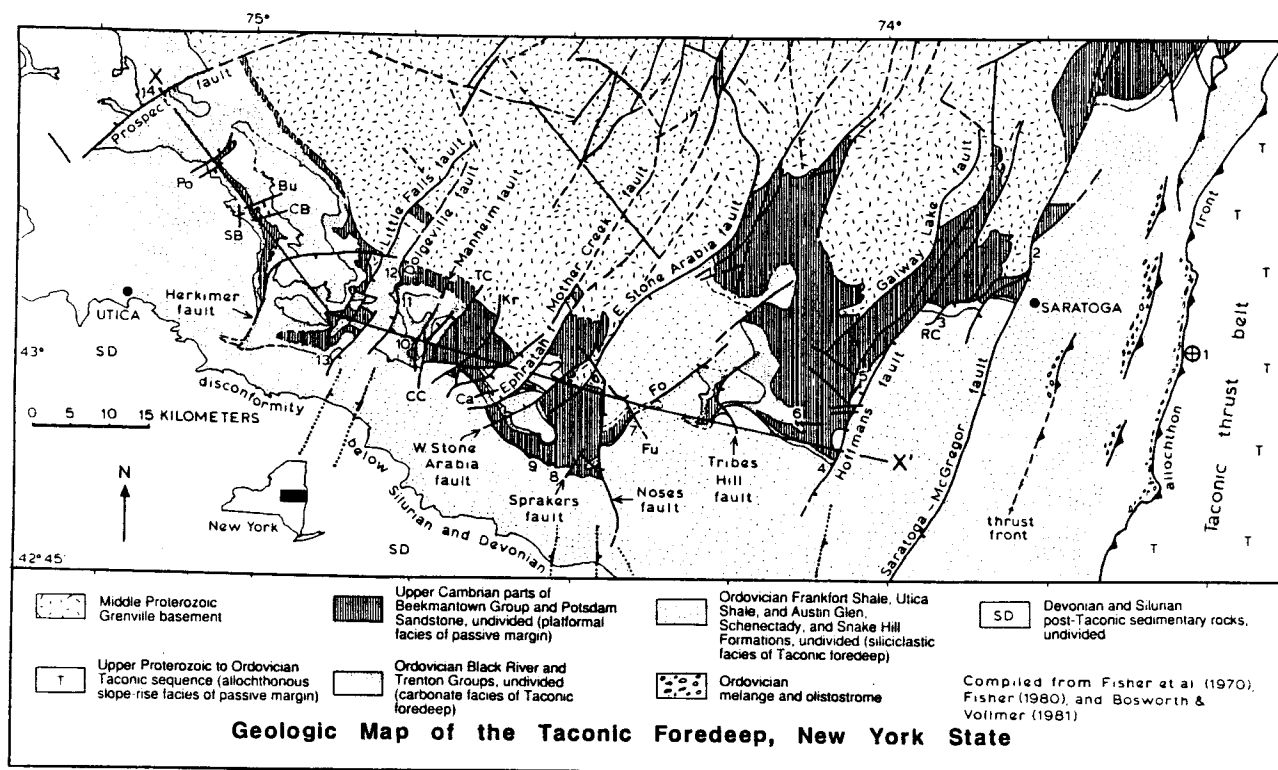 75°
74°
X
14
Prospect fault
Po
Bu
CB
SB
UTICA
Herkimer
fault
43°
SD
disconformity
below
Silurian and Devonian
SD
0 5 10 15 KILOMETERS
N
New York
42°45'
Little Falls fault
Dolgeville fault
Manheim fault
12
TC
Kr
10
13
CC
Ca
Ephratah
Mother Creek fault
E. Stone Arabia fault
W. Stone
Arabia
fault
9
8
7
Sprakers
fault
Noses
fault
Fo
Fu
Tribes
Hill
fault
6
5
4
X'
Hoffmans fault
Galway Lake fault
RC
3
2
SARATOGA
Saratoga-McGregor fault
thrust
front
allochthon front
1
Taconic thrust belt
T
T
T
T
T
T
Middle Proterozoic
Grenville basement
Upper Cambrian parts of
Beekmantown Group and Potsdam
Sandstone, undivided (platformal
facies of passive margin)
Ordovician Frankfort Shale, Utica
Shale, and Austin Glen,
Schenectady, and Snake Hill
Formations, undivided (siliciclastic
facies of Taconic foredeep)
SD
Devonian and Silurian
post-Taconic sedimentary rocks,
undivided
T
Upper Proterozoic to Ordovician
Taconic sequence (allochthonous
slope-rise facies of passive margin)
Ordovician Black River and
Trenton Groups, undivided
(carbonate facies of Taconic
foredeep)
Ordovician
melange and olistostrome
Compiled from Fisher et al (1970),
Fisher (1980), and Bosworth &
Vollmer (1981)
Geologic Map of the Taconic Foredeep, New York State